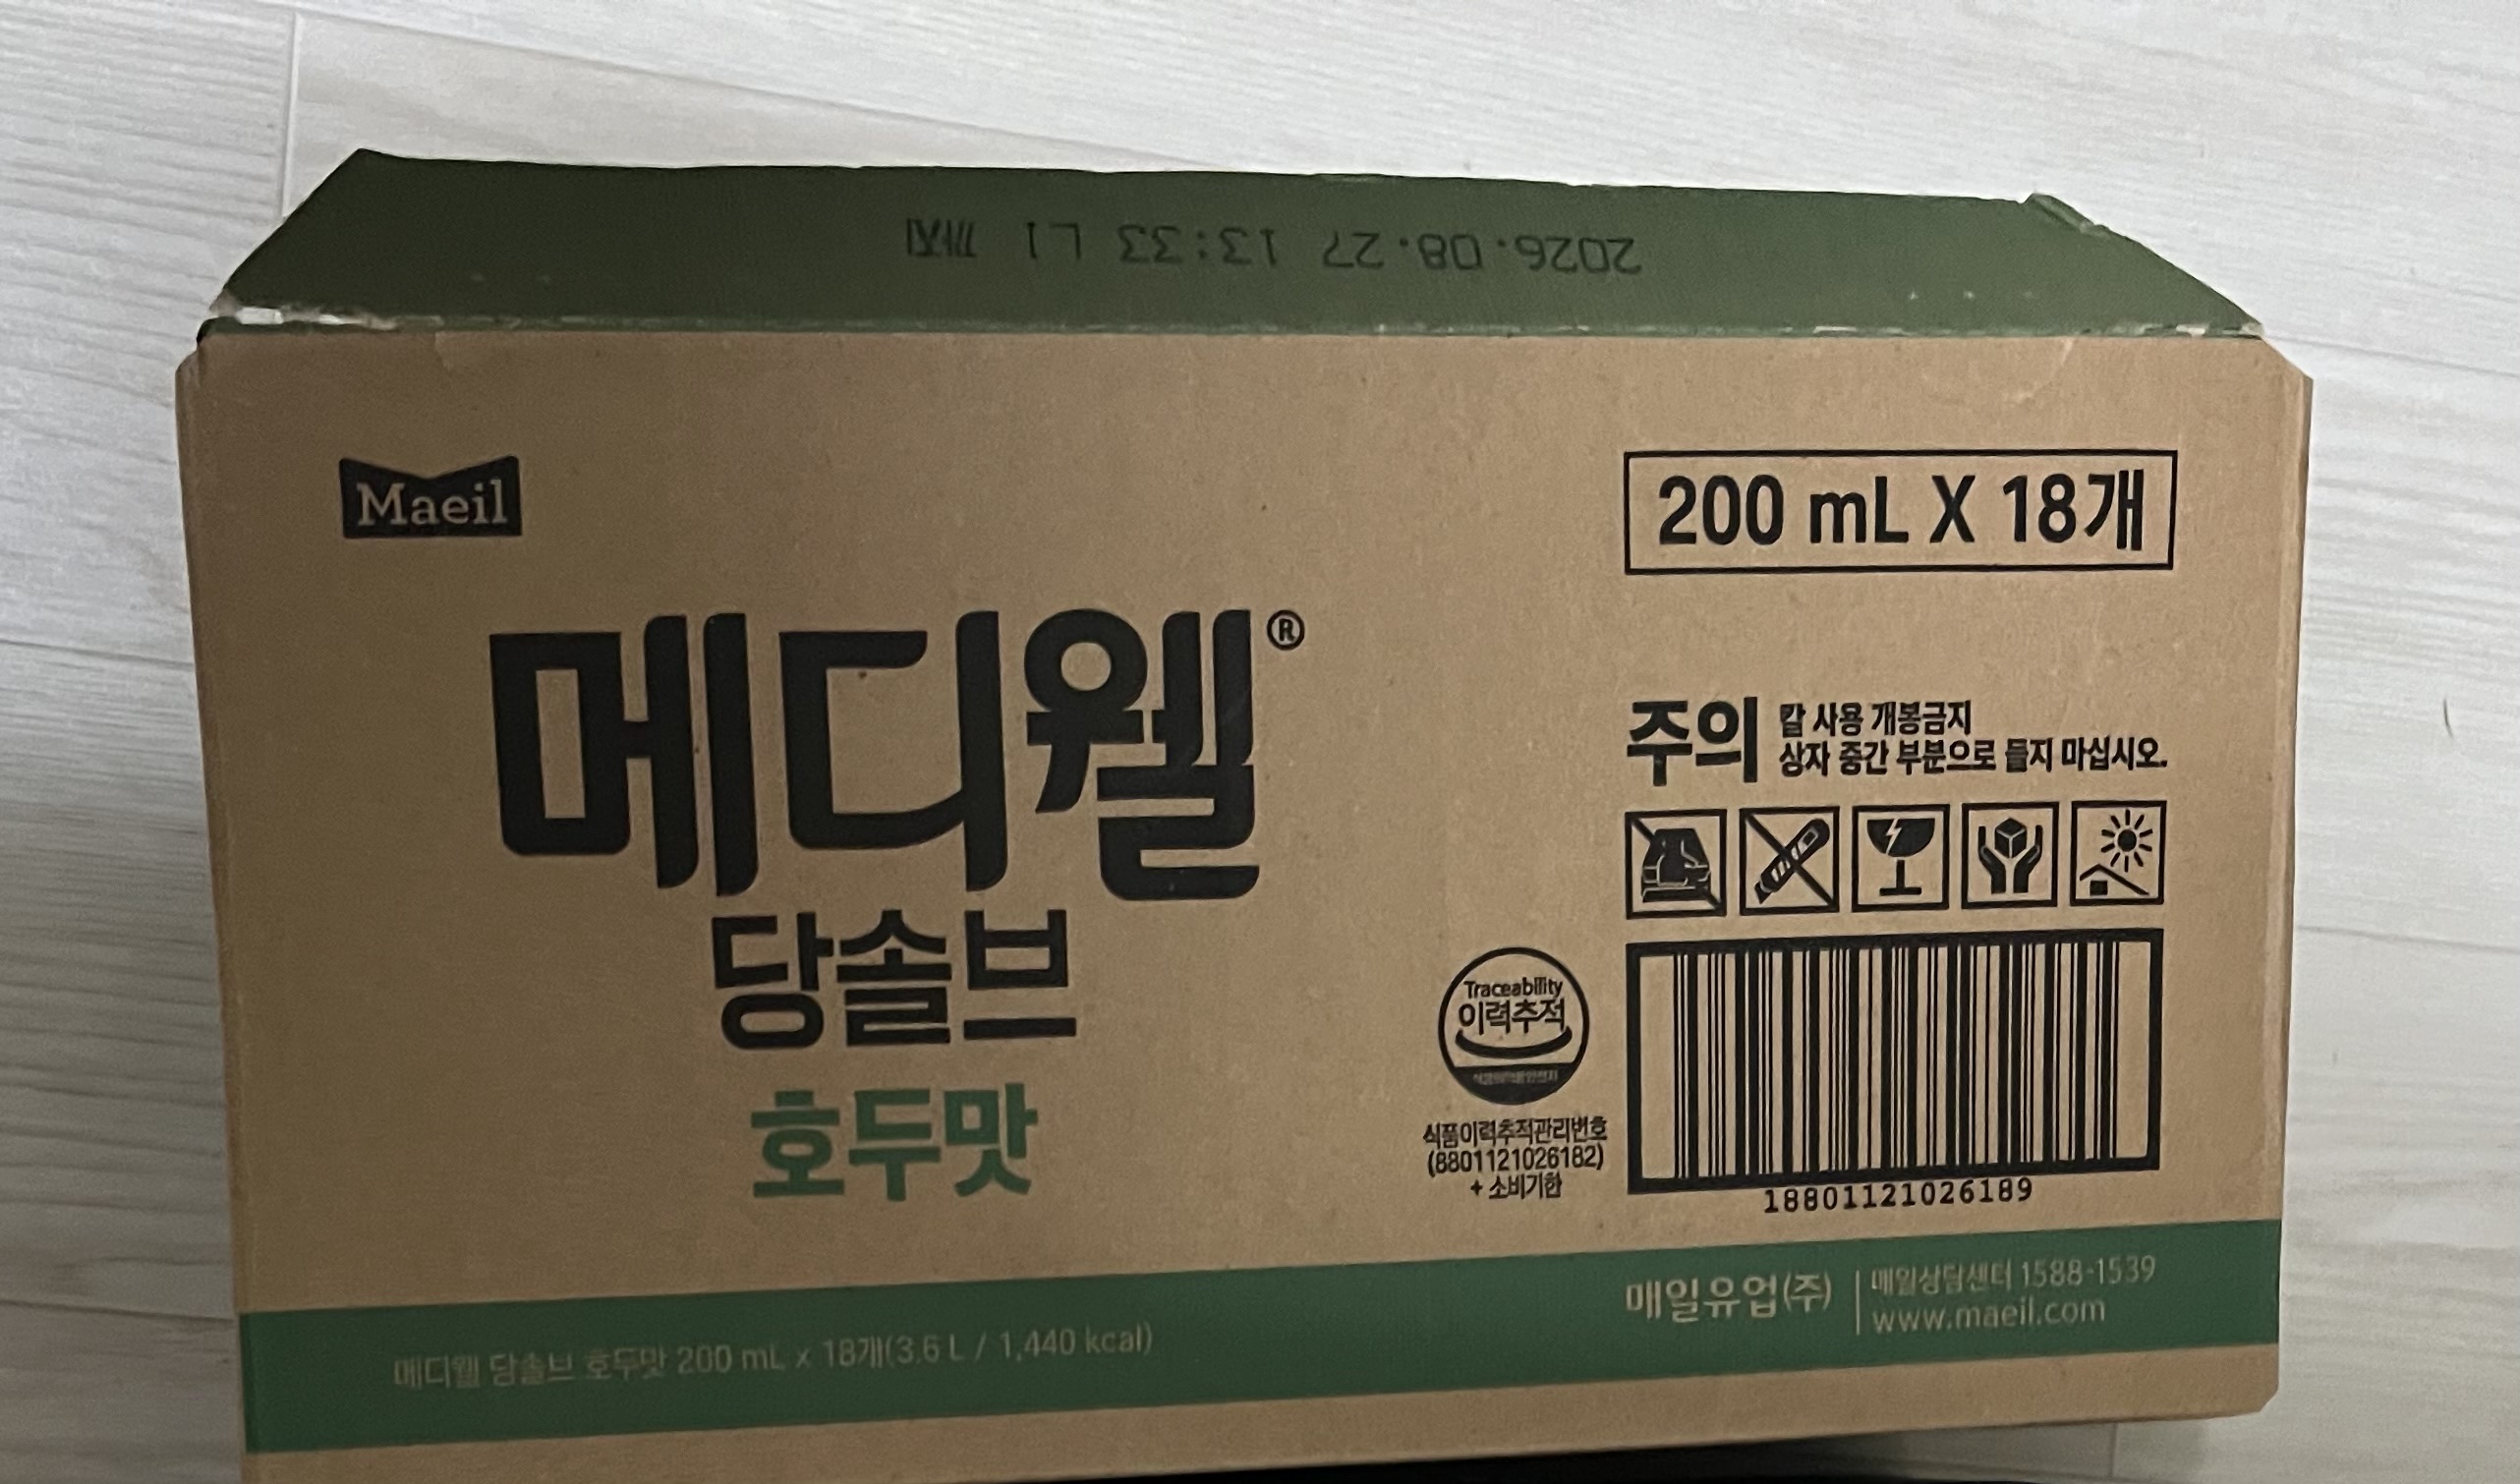 2026.08.27 13:33 L1 까지
Maeil
200 mL X 18개
메디웰®
당솔브
호두맛
주의
칼 사용 개봉금지
상자 중간 부분으로 들지 마십시오.
Traceability
이력추적
식품이력추적관리번호
(8801121026182)
+ 소비기한
18801121026189
메디웰 당솔브 호두맛 200 mL x 18개(3.6 L / 1,440 kcal)
매일유업(주)
매일상담센터 1588-1539
www.maeil.com